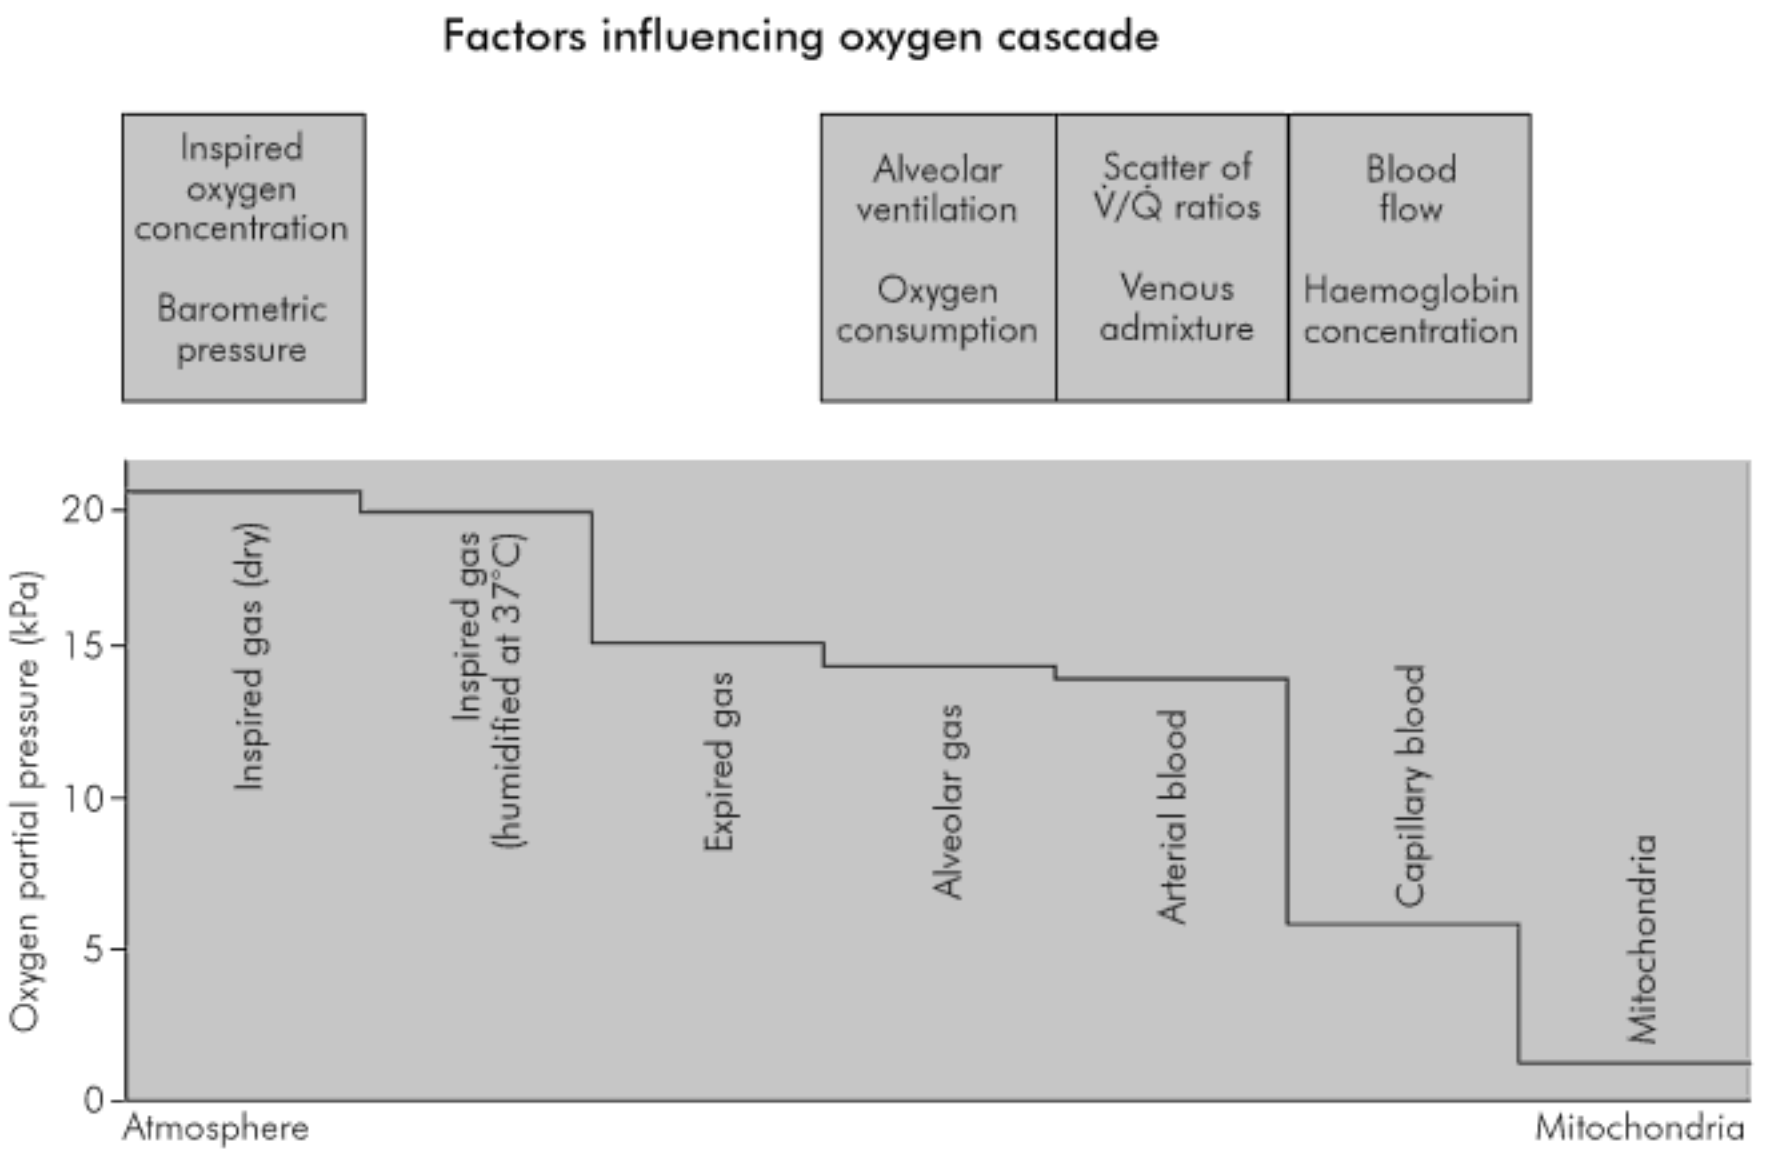 Factors influencing oxygen cascade
Inspired
oxygen
concentration
Barometric
pressure
Alveolar
ventilation
Oxygen
consumption
Scatter of
V̇/Q̇ ratios
Venous
admixture
Blood
flow
Haemoglobin
concentration
Oxygen partial pressure (kPa)
20
15
10
5
0
Inspired gas (dry)
Inspired gas
(humidified at 37°C)
Expired gas
Alveolar gas
Arterial blood
Capillary blood
Mitochondria
Atmosphere
Mitochondria